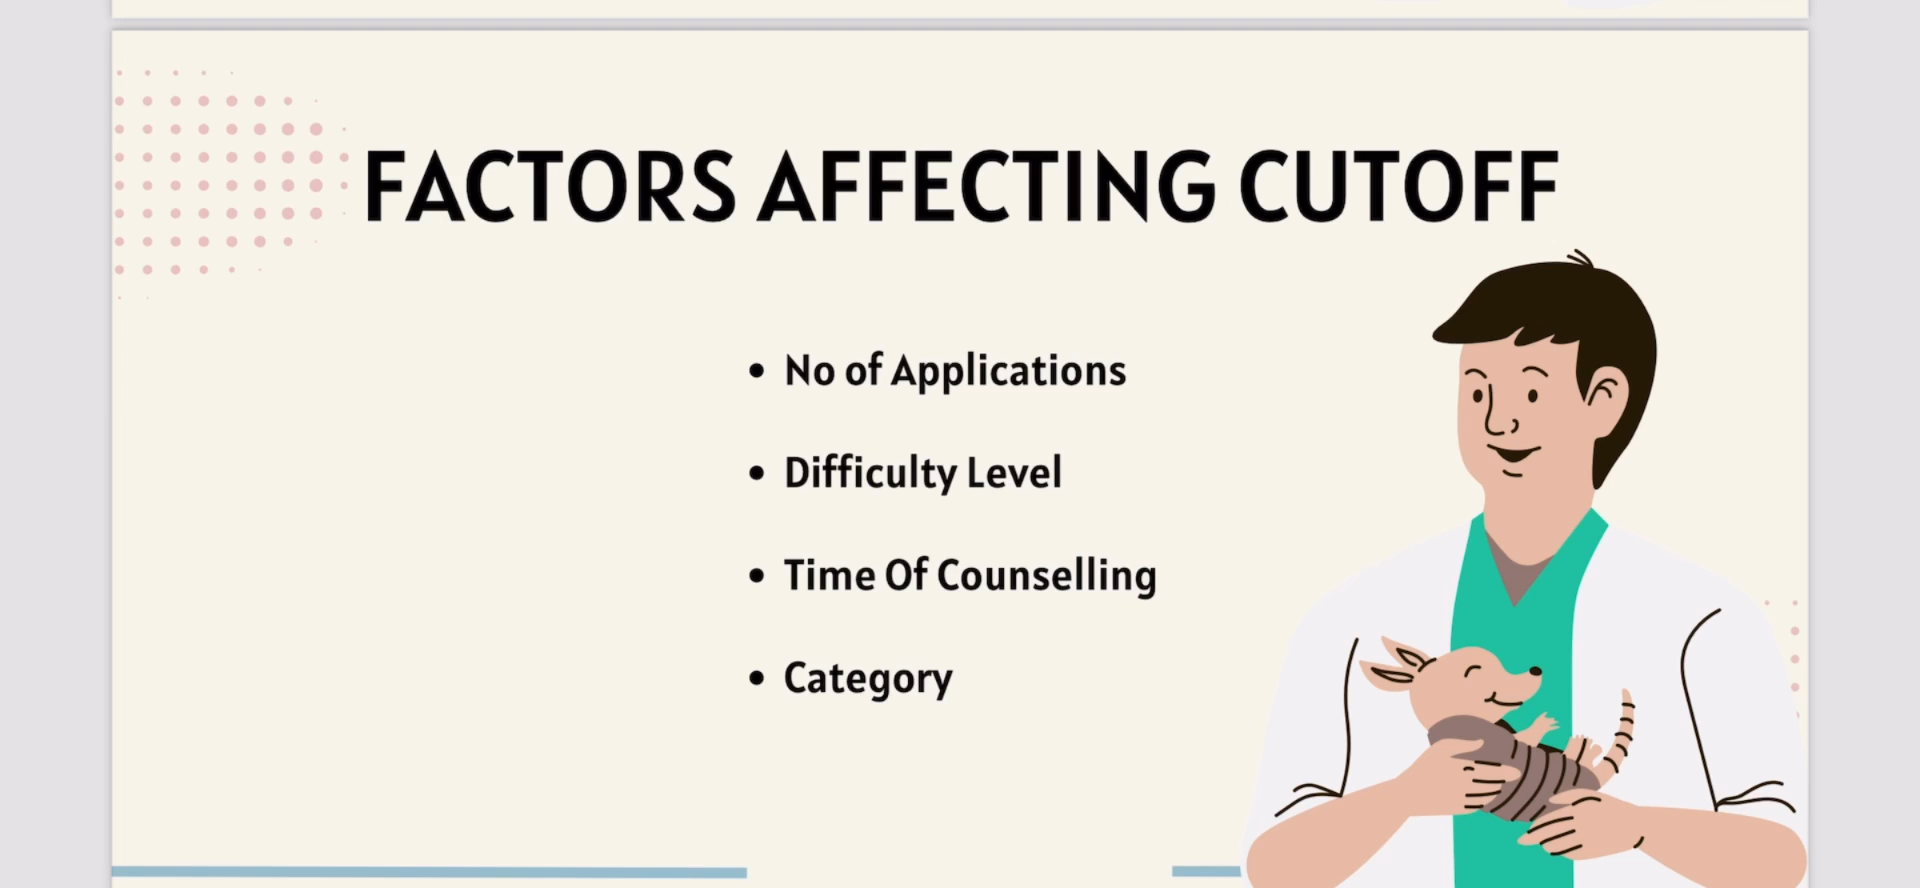 FACTORS AFFECTING CUTOFF
• No of Applications
• Difficulty Level
• Time Of Counselling
• Category